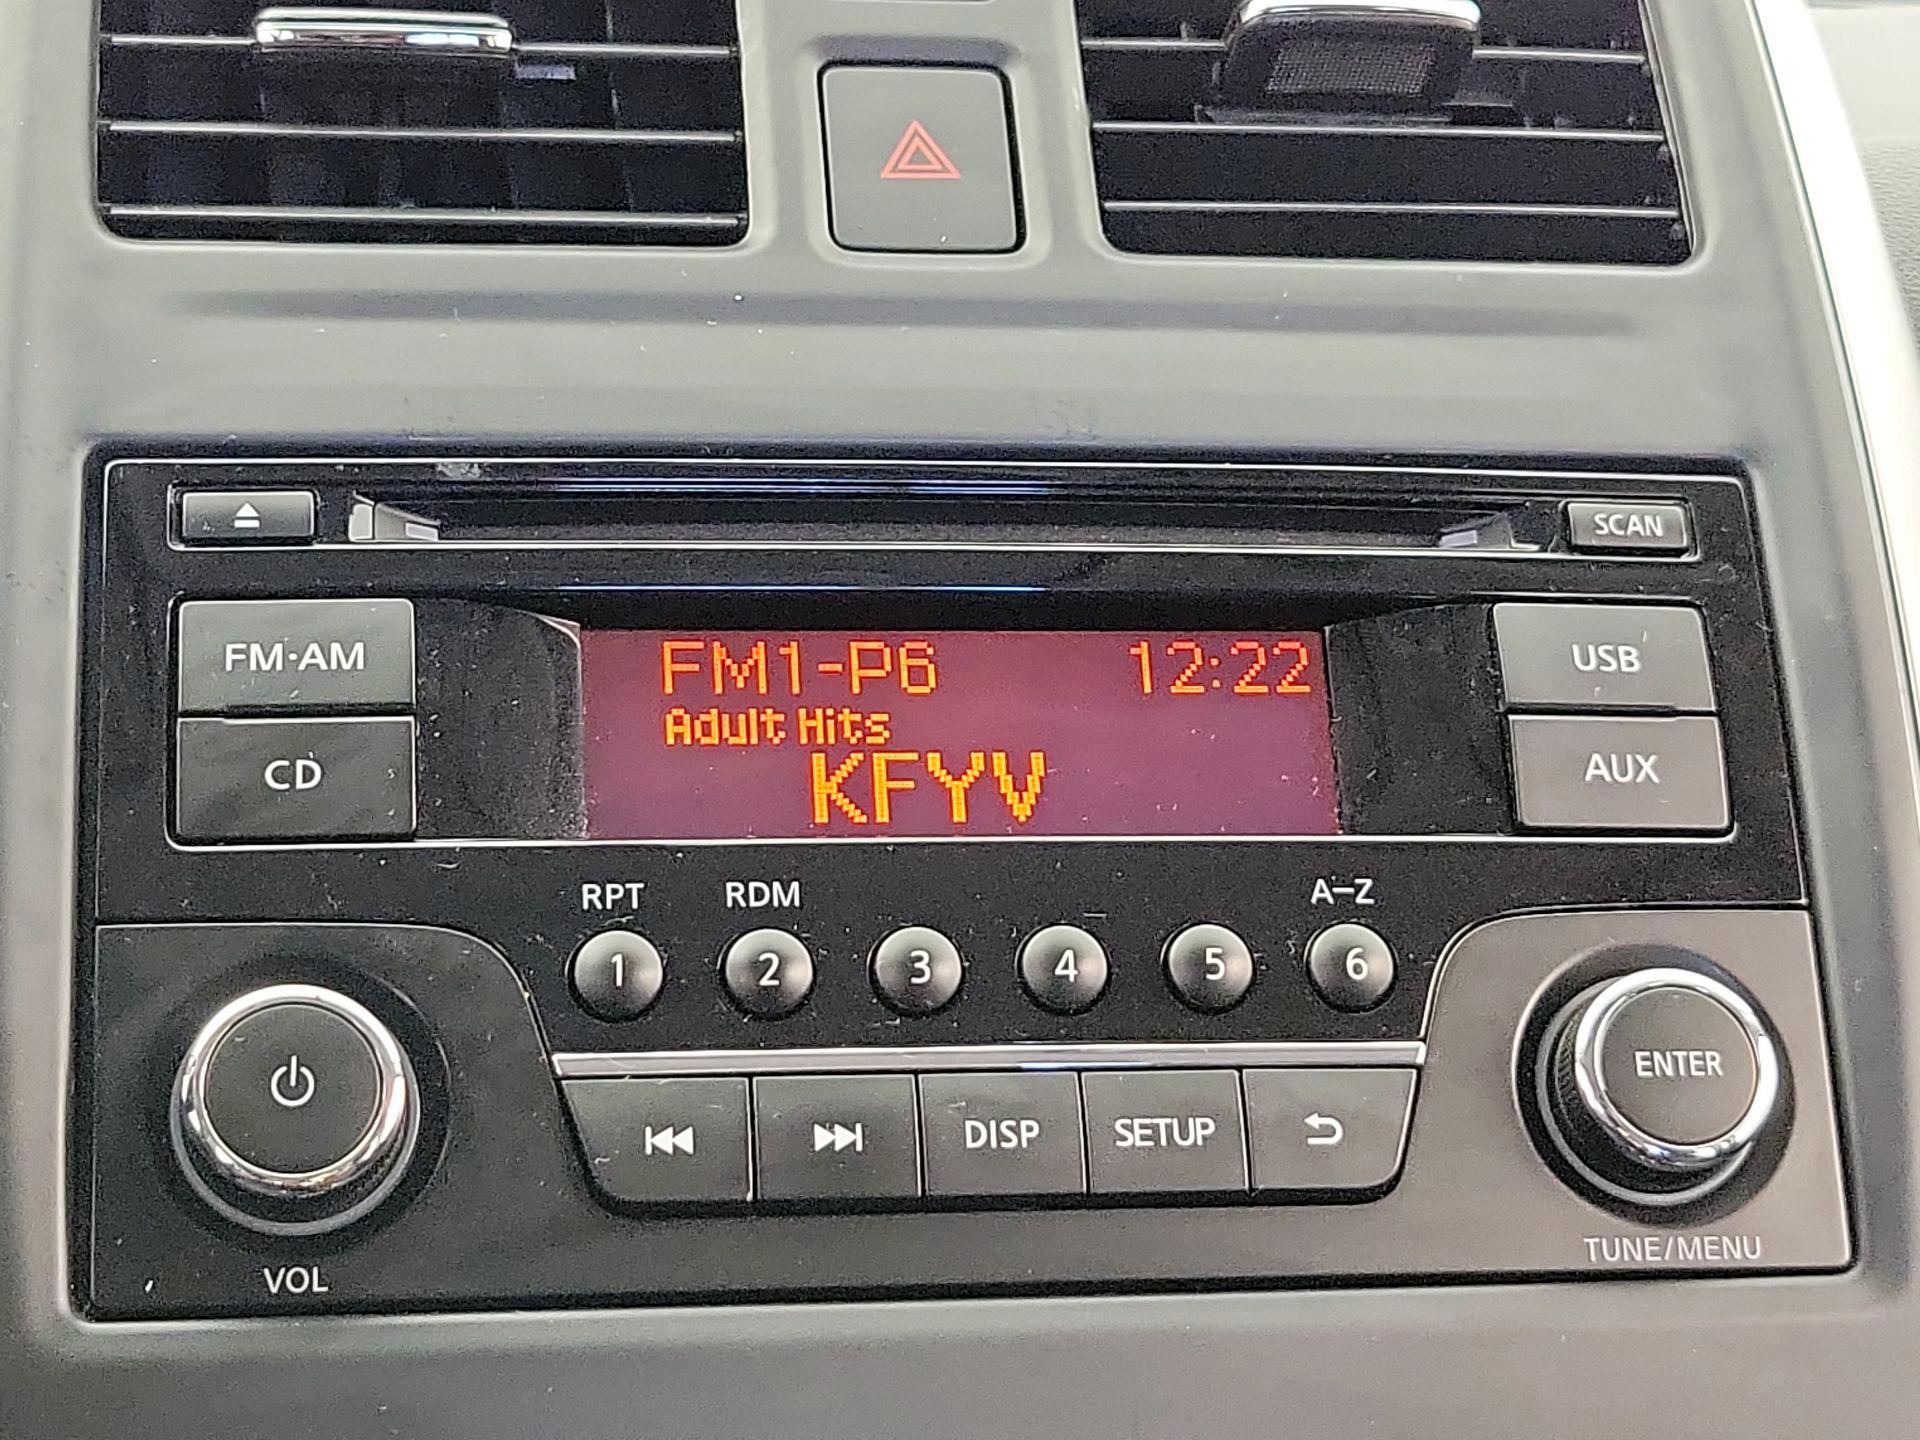 SCAN
FM·AM
CD
FM1-P6 12:22
Adult Hits
KFYV
USB
AUX
RPT RDM A–Z
1 2 3 4 5 6
DISP SETUP
ENTER
VOL
TUNE/MENU